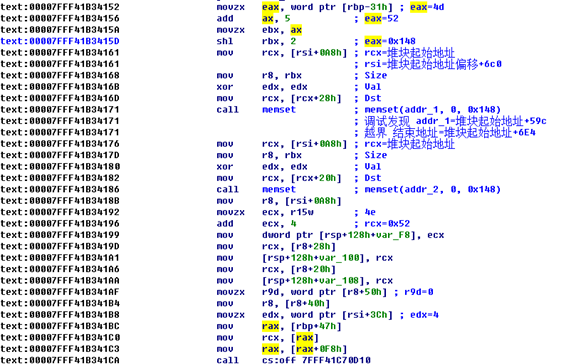 text:00007FFF41B34152 movzx eax, word ptr [rbp-31h] ; eax=4d
text:00007FFF41B34156 add ax, 5 ; eax=52
text:00007FFF41B3415A movzx ebx, ax
text:00007FFF41B3415D shl rbx, 2 ; eax=0x148
text:00007FFF41B34161 mov rcx, [rsi+0A8h] ; rcx=堆块起始地址
text:00007FFF41B34161 ; rsi=堆块起始地址偏移+6c0
text:00007FFF41B34168 mov r8, rbx ; Size
text:00007FFF41B3416B xor edx, edx ; Val
text:00007FFF41B3416D mov rcx, [rcx+28h] ; Dst
text:00007FFF41B34171 call memset ; memset(addr_1, 0, 0x148)
text:00007FFF41B34171 ; 调试发现 addr_1=堆块起始地址+59c
text:00007FFF41B34171 ; 越界 结束地址=堆块起始地址+6E4
text:00007FFF41B34176 mov rcx, [rsi+0A8h] ; rcx=堆块起始地址
text:00007FFF41B3417D mov r8, rbx ; Size
text:00007FFF41B34180 xor edx, edx ; Val
text:00007FFF41B34182 mov rcx, [rcx+20h] ; Dst
text:00007FFF41B34186 call memset ; memset(addr_2, 0, 0x148)
text:00007FFF41B3418B mov r8, [rsi+0A8h]
text:00007FFF41B34192 movzx ecx, r15w ; 4e
text:00007FFF41B34196 add ecx, 4 ; rcx=0x52
text:00007FFF41B34199 mov dword ptr [rsp+128h+var_F8], ecx
text:00007FFF41B3419D mov rcx, [r8+28h]
text:00007FFF41B341A1 mov [rsp+128h+var_100], rcx
text:00007FFF41B341A6 mov rcx, [r8+20h]
text:00007FFF41B341AA mov [rsp+128h+var_108], rcx
text:00007FFF41B341AF movzx r9d, word ptr [r8+50h] ; r9d=0
text:00007FFF41B341B4 mov r8, [r8+40h]
text:00007FFF41B341B8 movzx edx, word ptr [rsi+3Ch] ; edx=4
text:00007FFF41B341BC mov rax, [rbp+47h]
text:00007FFF41B341C0 mov rcx, [rax]
text:00007FFF41B341C3 mov rax, [rax+0F8h]
text:00007FFF41B341CA call cs:off_7FFF41C70D10